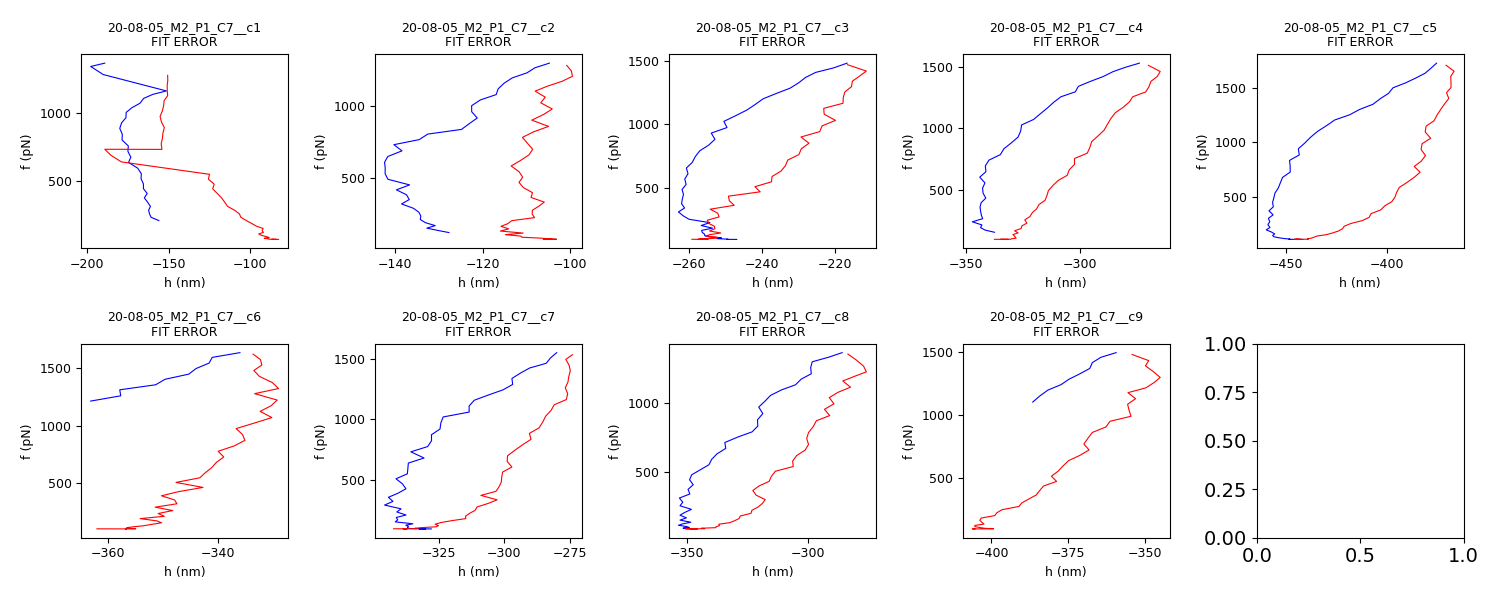 20-08-05_M2_P1_C7__c1
FIT ERROR
1000
500
f (pN)
−200
−150
−100
h (nm)
20-08-05_M2_P1_C7__c2
FIT ERROR
1000
500
f (pN)
−140
−120
−100
h (nm)
20-08-05_M2_P1_C7__c3
FIT ERROR
1500
1000
500
f (pN)
−260
−240
−220
h (nm)
20-08-05_M2_P1_C7__c4
FIT ERROR
1500
1000
500
f (pN)
−350
−300
h (nm)
20-08-05_M2_P1_C7__c5
FIT ERROR
1500
1000
500
f (pN)
−450
−400
h (nm)
20-08-05_M2_P1_C7__c6
FIT ERROR
1500
1000
500
f (pN)
−360
−340
h (nm)
20-08-05_M2_P1_C7__c7
FIT ERROR
1500
1000
500
f (pN)
−325
−300
−275
h (nm)
20-08-05_M2_P1_C7__c8
FIT ERROR
1000
500
f (pN)
−350
−300
h (nm)
20-08-05_M2_P1_C7__c9
FIT ERROR
1500
1000
500
f (pN)
−400
−375
−350
h (nm)
1.00
0.75
0.50
0.25
0.00
0.0
0.5
1.0